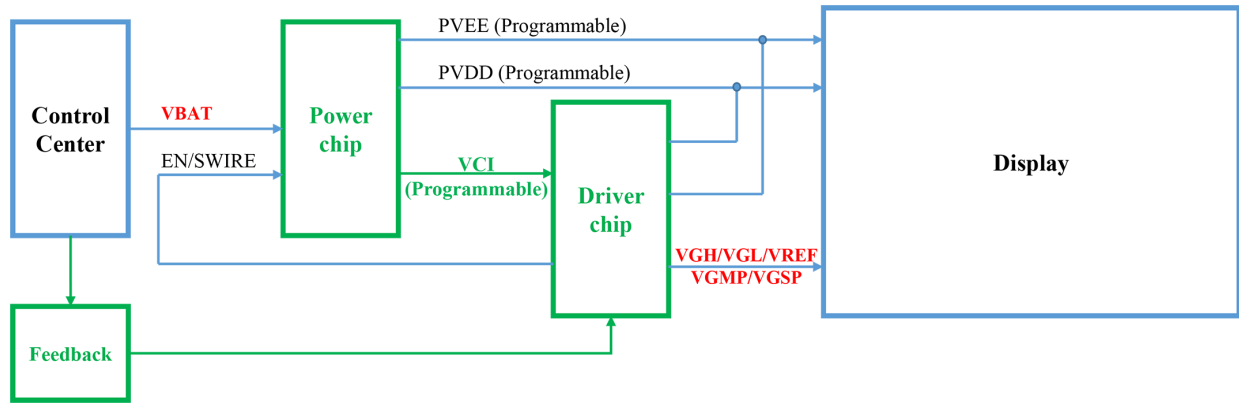 PVEE (Programmable)
PVDD (Programmable)
Control
Center
VBAT
Power
chip
EN/SWIRE
VCI
(Programmable)
Driver
chip
Display
VGH/VGL/VREF
VGMP/VGSP
Feedback